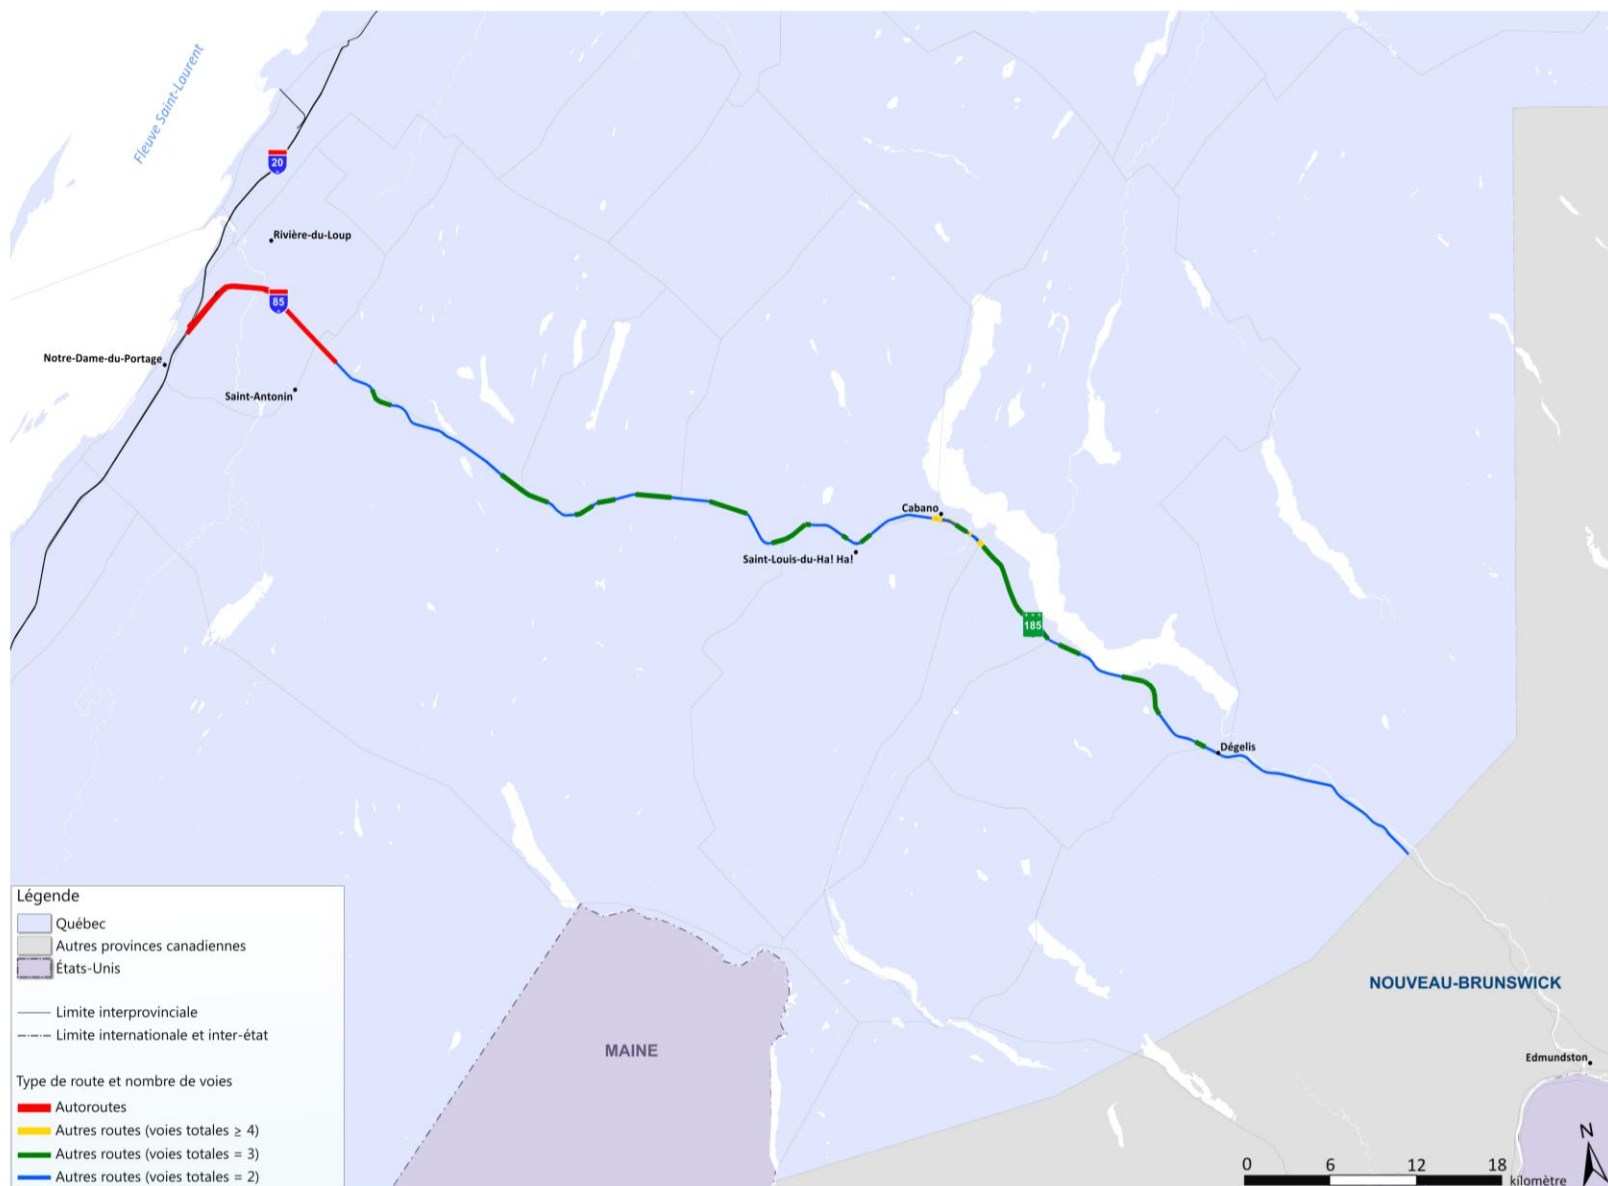 Fleuve Saint-Laurent
20
Rivière-du-Loup
85
Notre-Dame-du-Portage
Saint-Antonin
Cabano
Saint-Louis-du-Ha! Ha!
185
Dégelis
Légende
Québec
Autres provinces canadiennes
États-Unis
Limite interprovinciale
Limite internationale et inter-état
Type de route et nombre de voies
Autoroutes
Autres routes (voies totales ≥ 4)
Autres routes (voies totales = 3)
Autres routes (voies totales = 2)
MAINE
NOUVEAU-BRUNSWICK
Edmundston
N
0 6 12 18
kilomètre